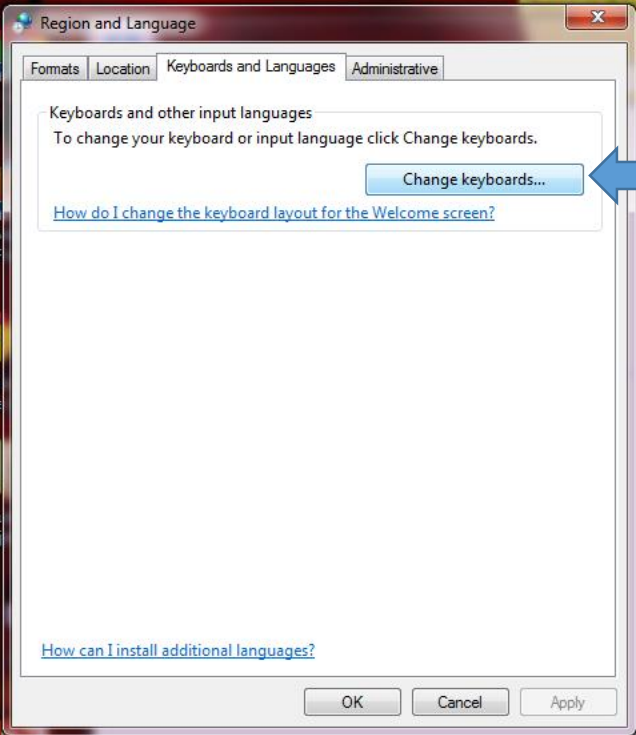 Region and Language
Formats Location Keyboards and Languages Administrative
Keyboards and other input languages
To change your keyboard or input language click Change keyboards.
Change keyboards...
How do I change the keyboard layout for the Welcome screen?
How can I install additional languages?
OK Cancel Apply